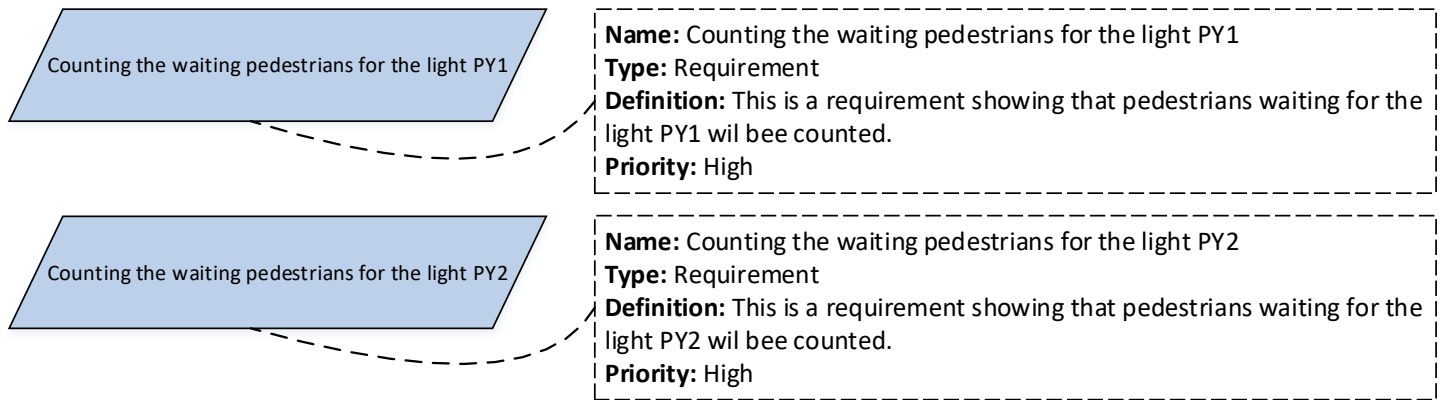 Counting the waiting pedestrians for the light PY1
Name: Counting the waiting pedestrians for the light PY1
Type: Requirement
Definition: This is a requirement showing that pedestrians waiting for the
light PY1 wil bee counted.
Priority: High
Counting the waiting pedestrians for the light PY2
Name: Counting the waiting pedestrians for the light PY2
Type: Requirement
Definition: This is a requirement showing that pedestrians waiting for the
light PY2 wil bee counted.
Priority: High